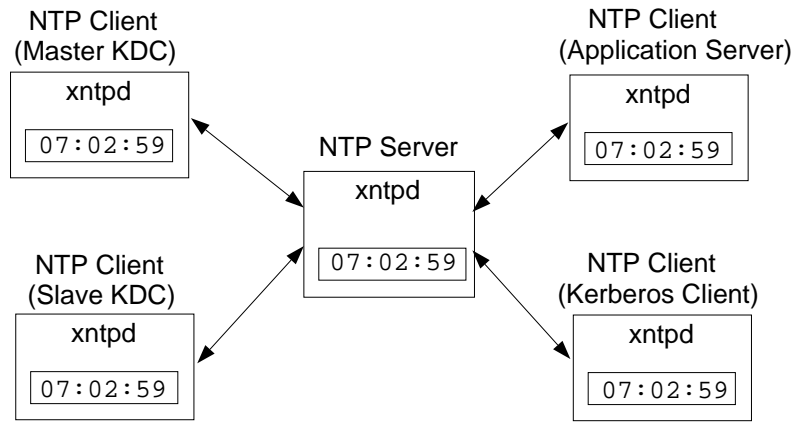 NTP Client
(Master KDC)
xntpd
07:02:59
NTP Client
(Application Server)
xntpd
07:02:59
NTP Server
xntpd
07:02:59
NTP Client
(Slave KDC)
xntpd
07:02:59
NTP Client
(Kerberos Client)
xntpd
07:02:59